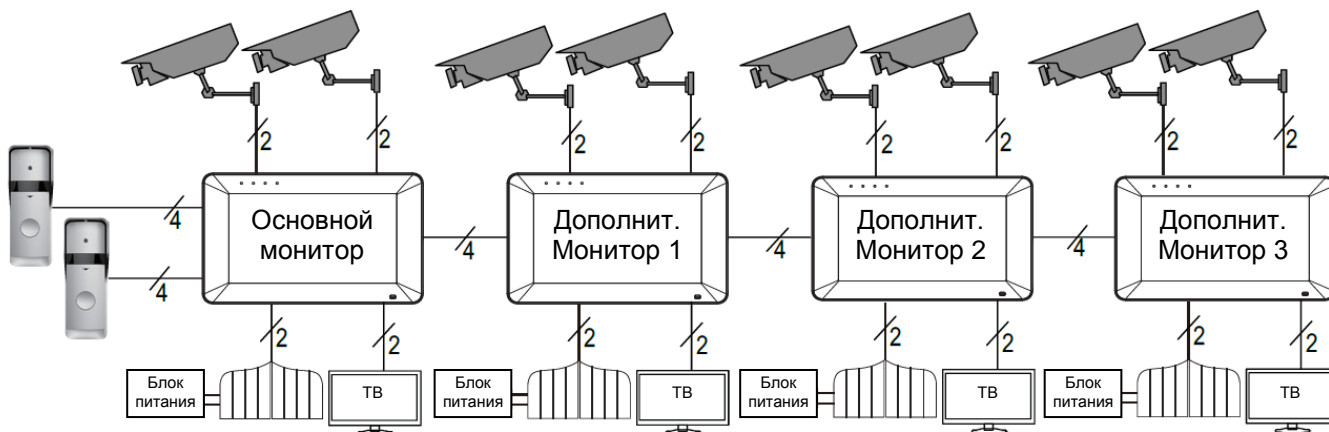 2 2 2 2 2 2 2 2
4
Основной
монитор
4
Дополнит.
Монитор 1
4
Дополнит.
Монитор 2
4
Дополнит.
Монитор 3
4
2 2 2 2 2 2 2 2
Блок
питания
ТВ
Блок
питания
ТВ
Блок
питания
ТВ
Блок
питания
ТВ